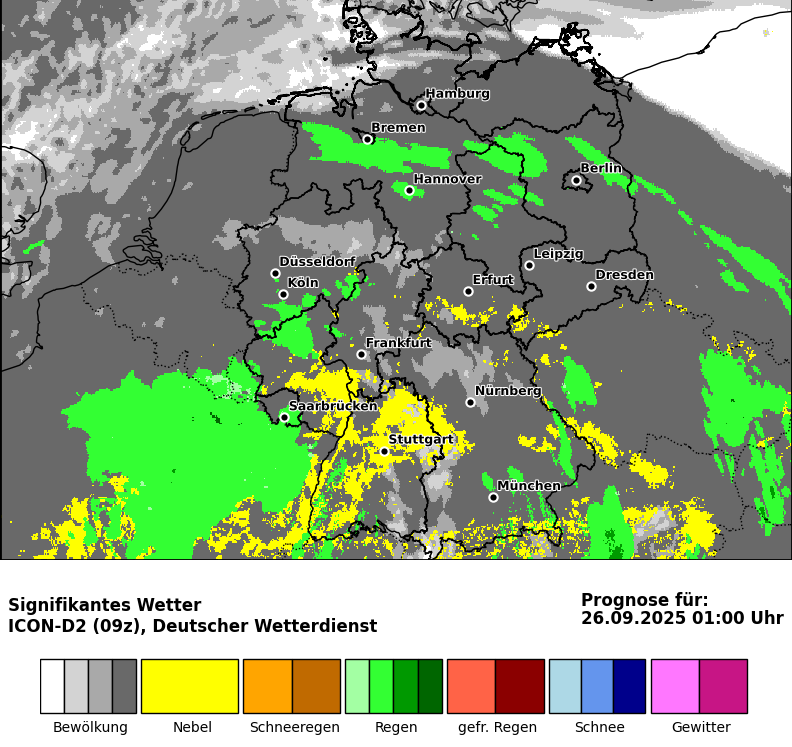 Hamburg
Bremen
Berlin
Hannover
Düsseldorf
Leipzig
Köln
Erfurt
Dresden
Frankfurt
Nürnberg
Saarbrücken
Stuttgart
München
Signifikantes Wetter
ICON-D2 (09z), Deutscher Wetterdienst
Prognose für:
26.09.2025 01:00 Uhr
Bewölkung
Nebel
Schneeregen
Regen
gefr. Regen
Schnee
Gewitter